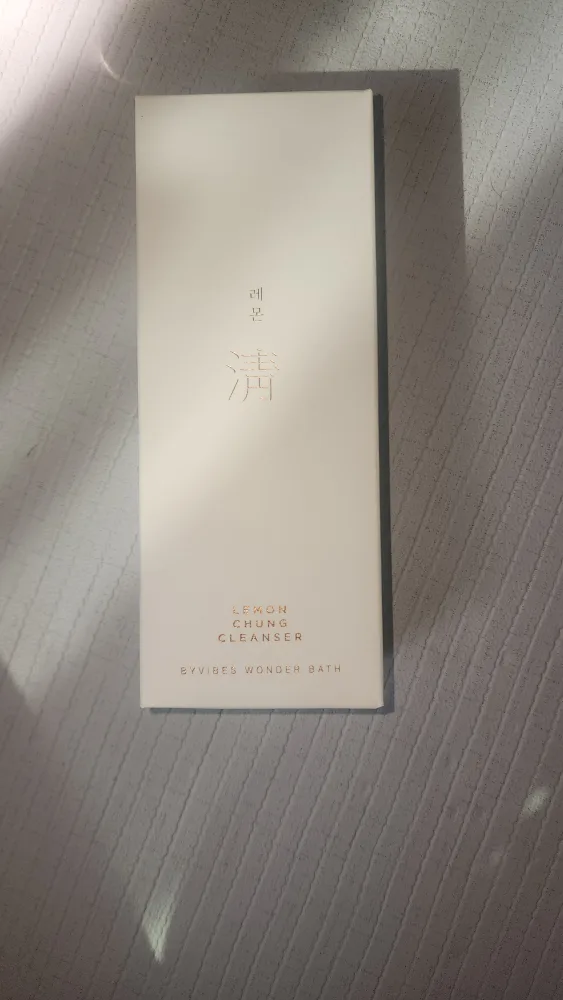 레
몬
淸
LEMON
CHUNG
CLEANSER
BYVIBES WONDER BATH